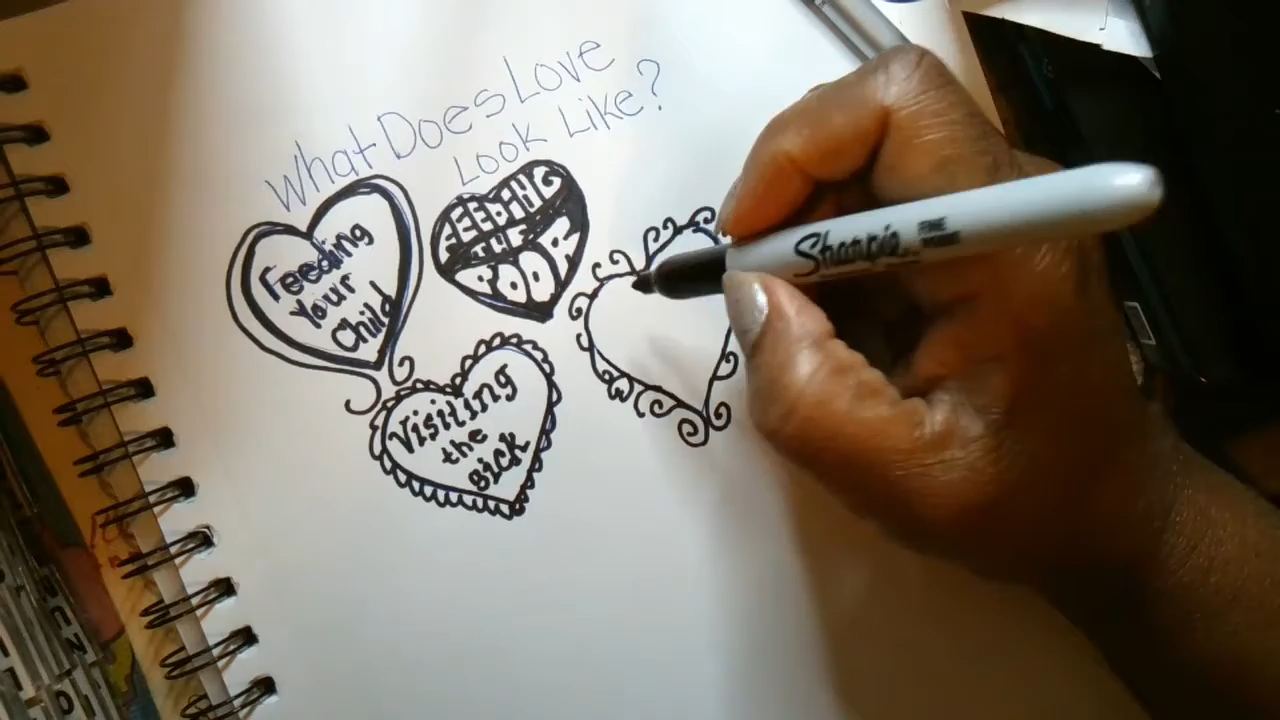 What Does Love
Look Like?
Feeding
Your
Child
FEEDING
THE
POOR
Visiting
the
Sick
Sharpie
FINE
POINT